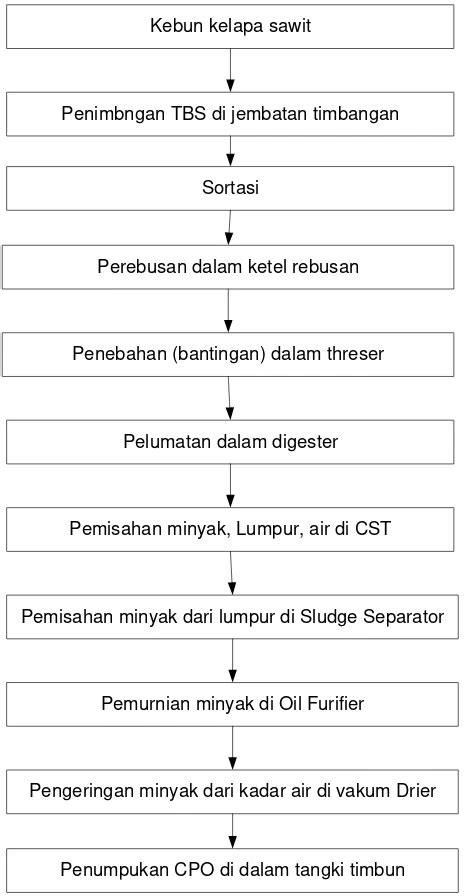 Kebun kelapa sawit
Penimbngan TBS di jembatan timbangan
Sortasi
Perebusan dalam ketel rebusan
Penebahan (bantingan) dalam threser
Pelumatan dalam digester
Pemisahan minyak, Lumpur, air di CST
Pemisahan minyak dari lumpur di Sludge Separator
Pemurnian minyak di Oil Furifier
Pengeringan minyak dari kadar air di vakum Drier
Penumpukan CPO di dalam tangki timbun